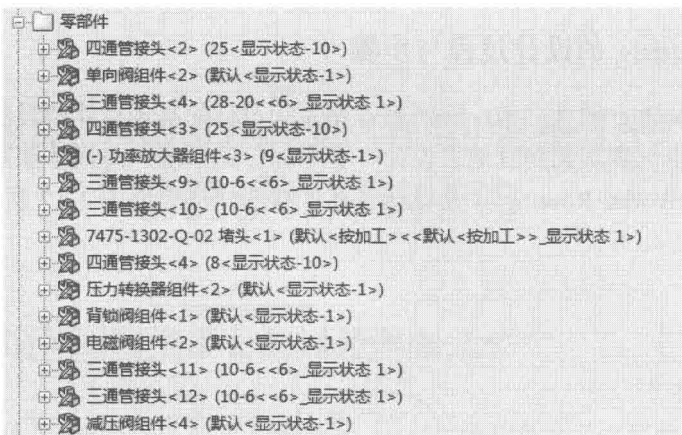 零部件
四通管接头<2> (25<显示状态-10>)
单向阀组件<2> (默认<显示状态-1>)
三通管接头<4> (28-20<<6>_显示状态 1>)
四通管接头<3> (25<显示状态-10>)
(-) 功率放大器组件<3> (9<显示状态-1>)
三通管接头<9> (10-6<<6>_显示状态 1>)
三通管接头<10> (10-6<<6>_显示状态 1>)
7475-1302-Q-02 堵头<1> (默认<按加工><<默认<按加工>>_显示状态 1>)
四通管接头<4> (8<显示状态-10>)
压力转换器组件<2> (默认<显示状态-1>)
背锁阀组件<1> (默认<显示状态-1>)
电磁阀组件<2> (默认<显示状态-1>)
三通管接头<11> (10-6<<6>_显示状态 1>)
三通管接头<12> (10-6<<6>_显示状态 1>)
减压阀组件<4> (默认<显示状态-1>)